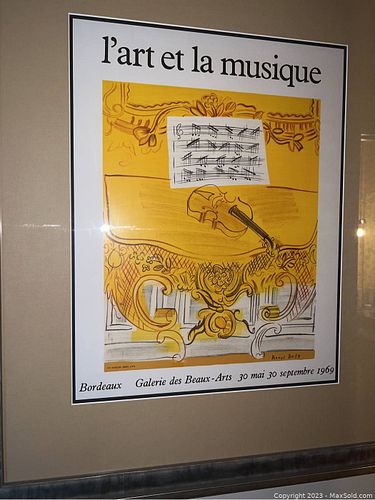 l'art et la musique
Raoul Dufy
Bordeaux Galerie des Beaux-Arts 30 mai 30 septembre 1969
Copyright 2023 - MaxSold.com